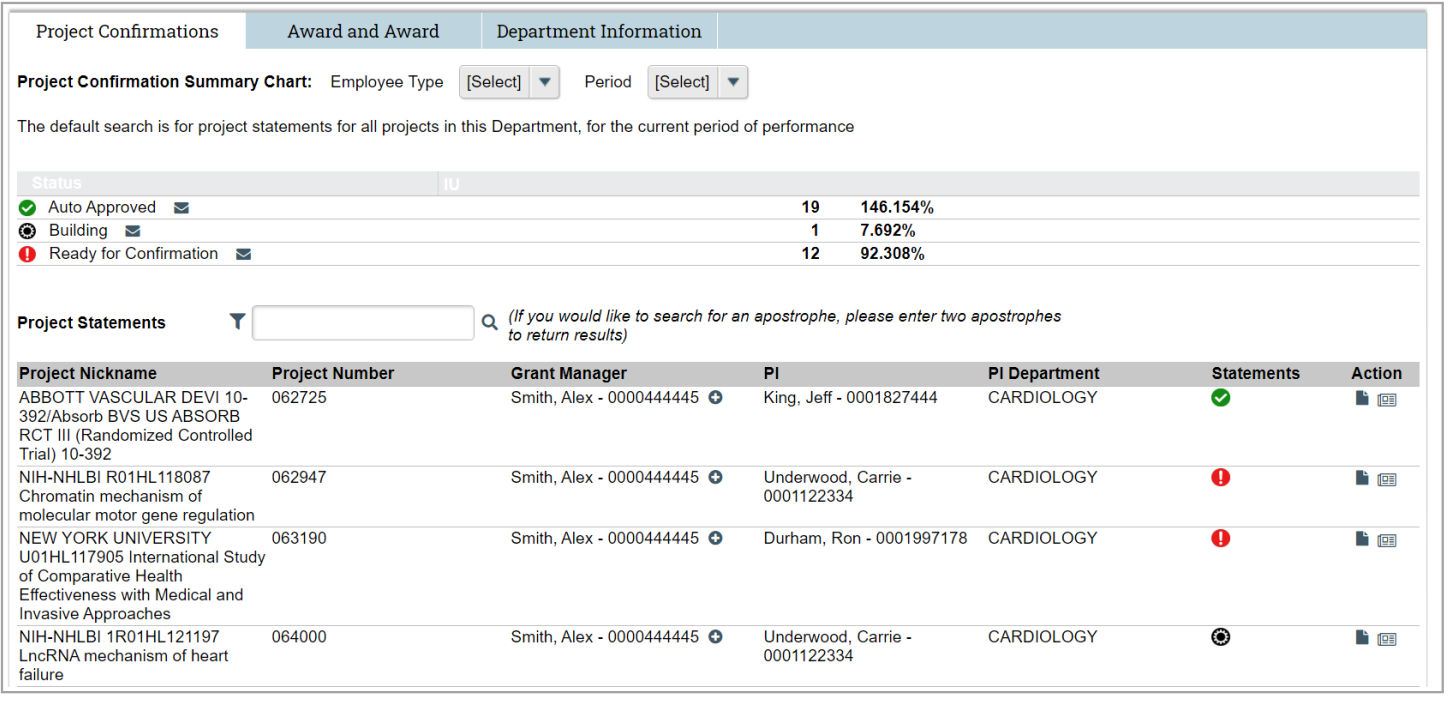 Project Confirmations Award and Award Department Information
Project Confirmation Summary Chart: Employee Type [Select] Period [Select]
The default search is for project statements for all projects in this Department, for the current period of performance
Status IU
Auto Approved 19 146.154%
Building 1 7.692%
Ready for Confirmation 12 92.308%
Project Statements (If you would like to search for an apostrophe, please enter two apostrophes
to return results)
Project Nickname Project Number Grant Manager PI PI Department Statements Action
ABBOTT VASCULAR DEVI 10- 062725 Smith, Alex - 0000444445 King, Jeff - 0001827444 CARDIOLOGY
392/Absorb BVS US ABSORB
RCT III (Randomized Controlled
Trial) 10-392
NIH-NHLBI R01HL118087 062947 Smith, Alex - 0000444445 Underwood, Carrie - CARDIOLOGY
Chromatin mechanism of 0001122334
molecular motor gene regulation
NEW YORK UNIVERSITY 063190 Smith, Alex - 0000444445 Durham, Ron - 0001997178 CARDIOLOGY
U01HL117905 International Study
of Comparative Health
Effectiveness with Medical and
Invasive Approaches
NIH-NHLBI 1R01HL121197 064000 Smith, Alex - 0000444445 Underwood, Carrie - CARDIOLOGY
LncRNA mechanism of heart 0001122334
failure